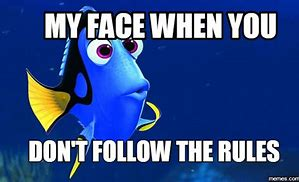 MY FACE WHEN YOU
DON'T FOLLOW THE RULES
memes.com